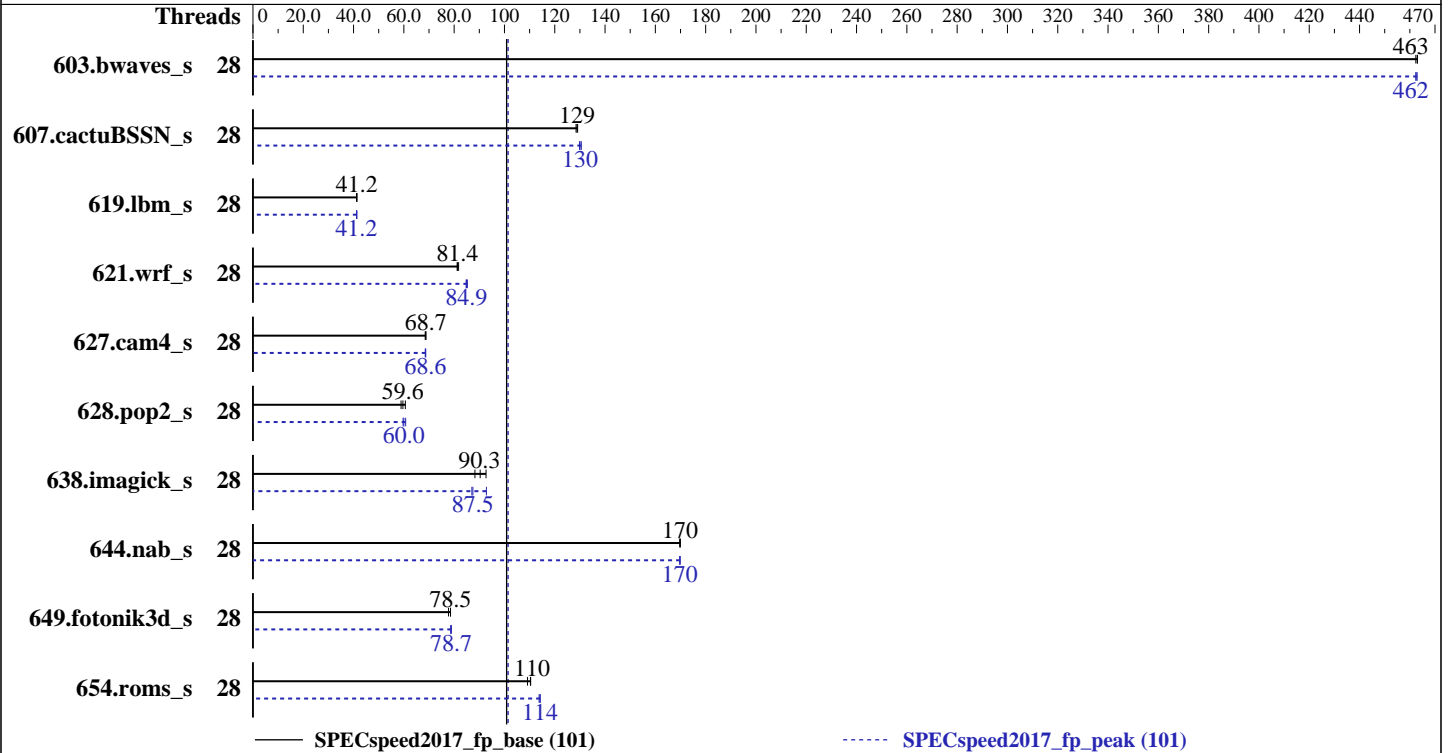 Threads 0 20.0 40.0 60.0 80.0 100 120 140 160 180 200 220 240 260 280 300 320 340 360 380 400 420 440 470
463
603.bwaves_s 28
462
129
607.cactuBSSN_s 28
130
41.2
619.lbm_s 28
41.2
81.4
621.wrf_s 28
84.9
68.7
627.cam4_s 28
68.6
59.6
628.pop2_s 28
60.0
90.3
638.imagick_s 28
87.5
170
644.nab_s 28
170
78.5
649.fotonik3d_s 28
78.7
110
654.roms_s 28
114
SPECspeed2017_fp_base (101) SPECspeed2017_fp_peak (101)